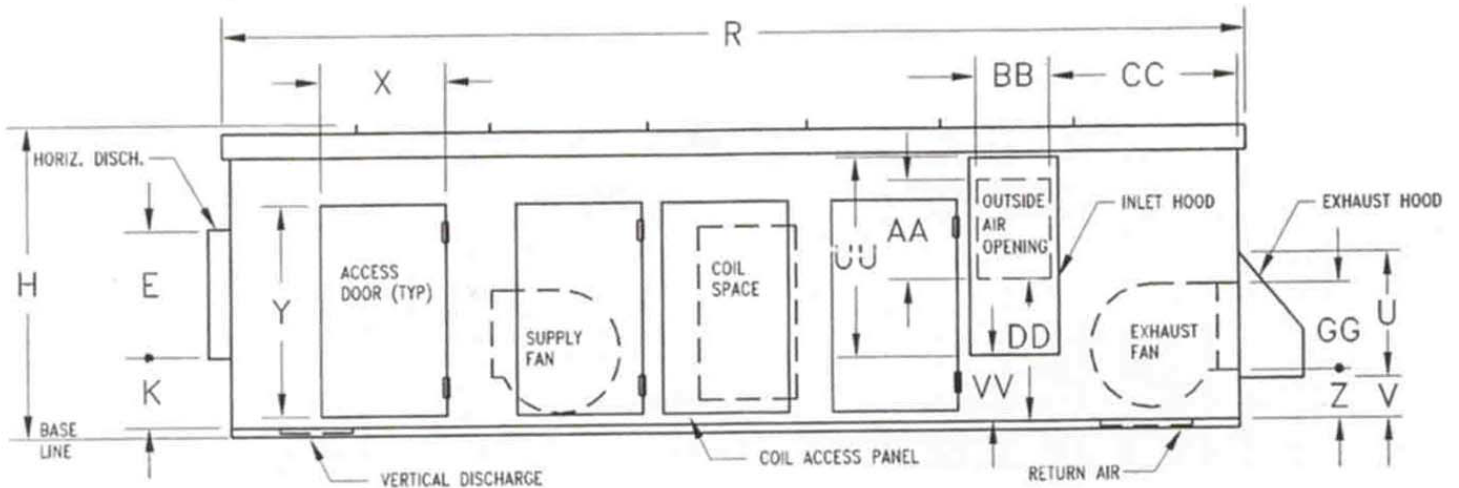 R
X
BB
CC
HORIZ. DISCH.
H
E
K
BASE
LINE
Y
ACCESS
DOOR (TYP)
SUPPLY
FAN
COIL
SPACE
UU
AA
OUTSIDE
AIR
OPENING
INLET HOOD
EXHAUST HOOD
DD
VV
EXHAUST
FAN
GG
U
Z
V
VERTICAL DISCHARGE
COIL ACCESS PANEL
RETURN AIR